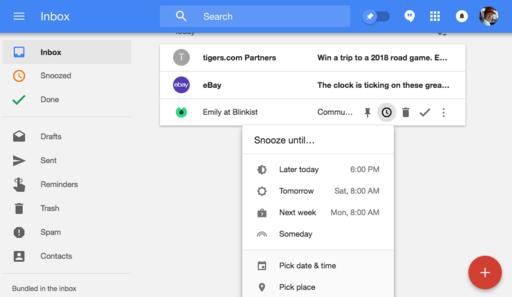 Inbox
Search
Today
Inbox
Snoozed
Done
Drafts
Sent
Reminders
Trash
Spam
Contacts
Bundled in the inbox
T
tigers.com Partners
Win a trip to a 2018 road game. E…
ebay
eBay
The clock is ticking on these grea…
Emily at Blinkist
Commu…
Snooze until…
Later today 6:00 PM
Tomorrow Sat, 8:00 AM
Next week Mon, 8:00 AM
Someday
Pick date & time
Pick place